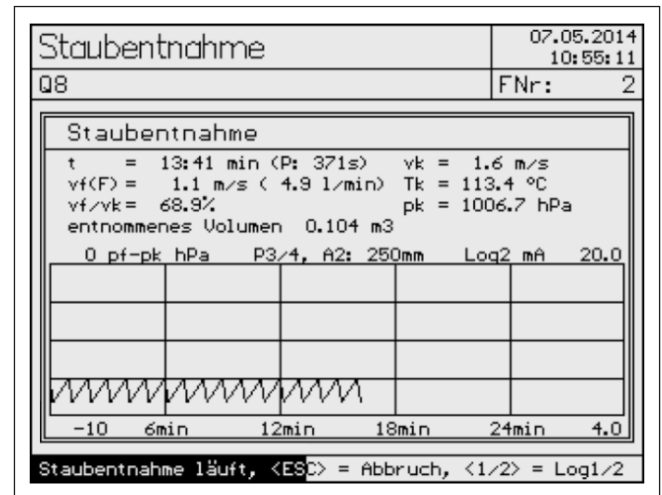 Staubentnahme 07.05.2014
10:55:11
Q8 FNr: 2
Staubentnahme
t = 13:41 min (P: 371s) vk = 1.6 m/s
vf(F) = 1.1 m/s ( 4.9 l/min) Tk = 113.4 °C
vf/vk = 68.9% pk = 1006.7 hPa
entnommenes Volumen 0.104 m3
0 pf-pk hPa P3/4, A2: 250mm Log2 mA 20.0
-10 6min 12min 18min 24min 4.0
Staubentnahme läuft, <ESC> = Abbruch, <1/2> = Log1/2